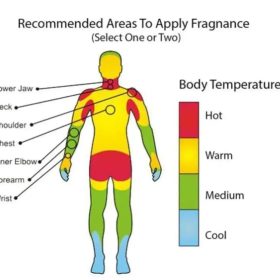 Recommended Areas To Apply Fragnance
(Select One or Two)
ower Jaw
eck
houlder
hest
ner Elbow
orearm
rist
Body Temperature
Hot
Warm
Medium
Cool